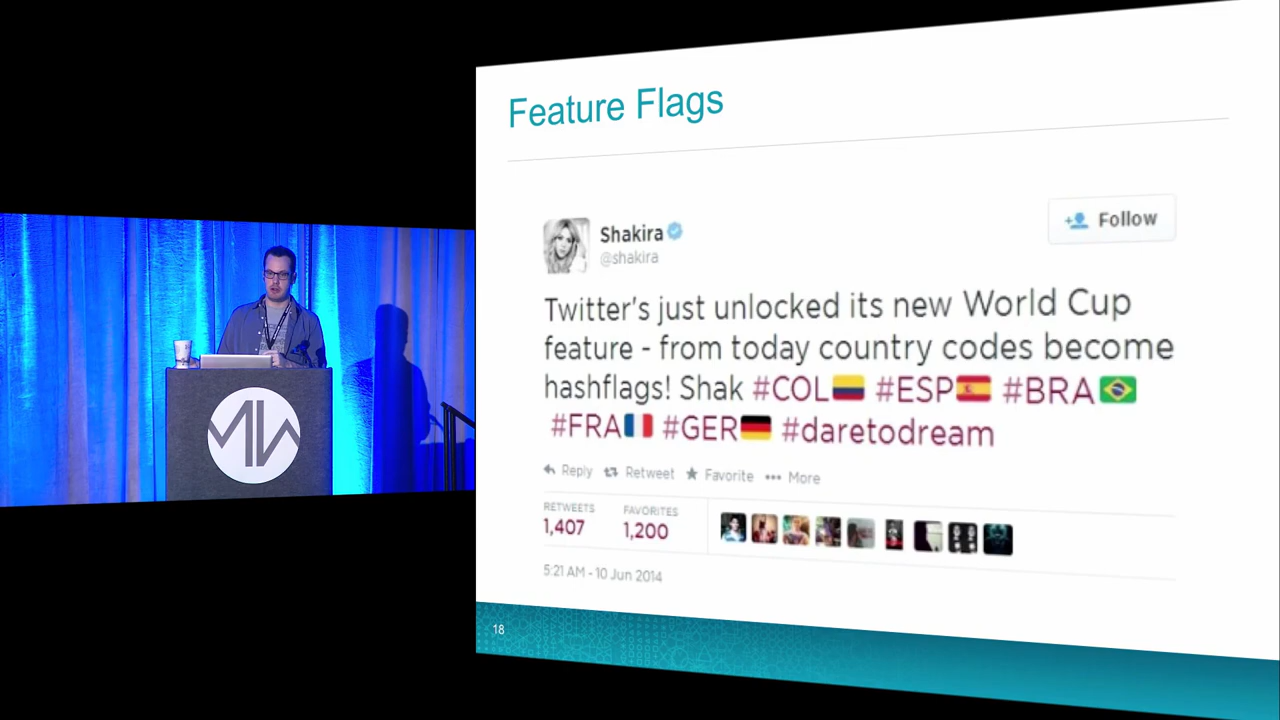 Feature Flags
Shakira
@shakira
Follow
Twitter's just unlocked its new World Cup
feature - from today country codes become
hashflags! Shak #COL #ESP #BRA
#FRA #GER #daretodream
Reply Retweet Favorite More
RETWEETS FAVORITES
1,407 1,200
5:21 AM - 10 Jun 2014
18
MW